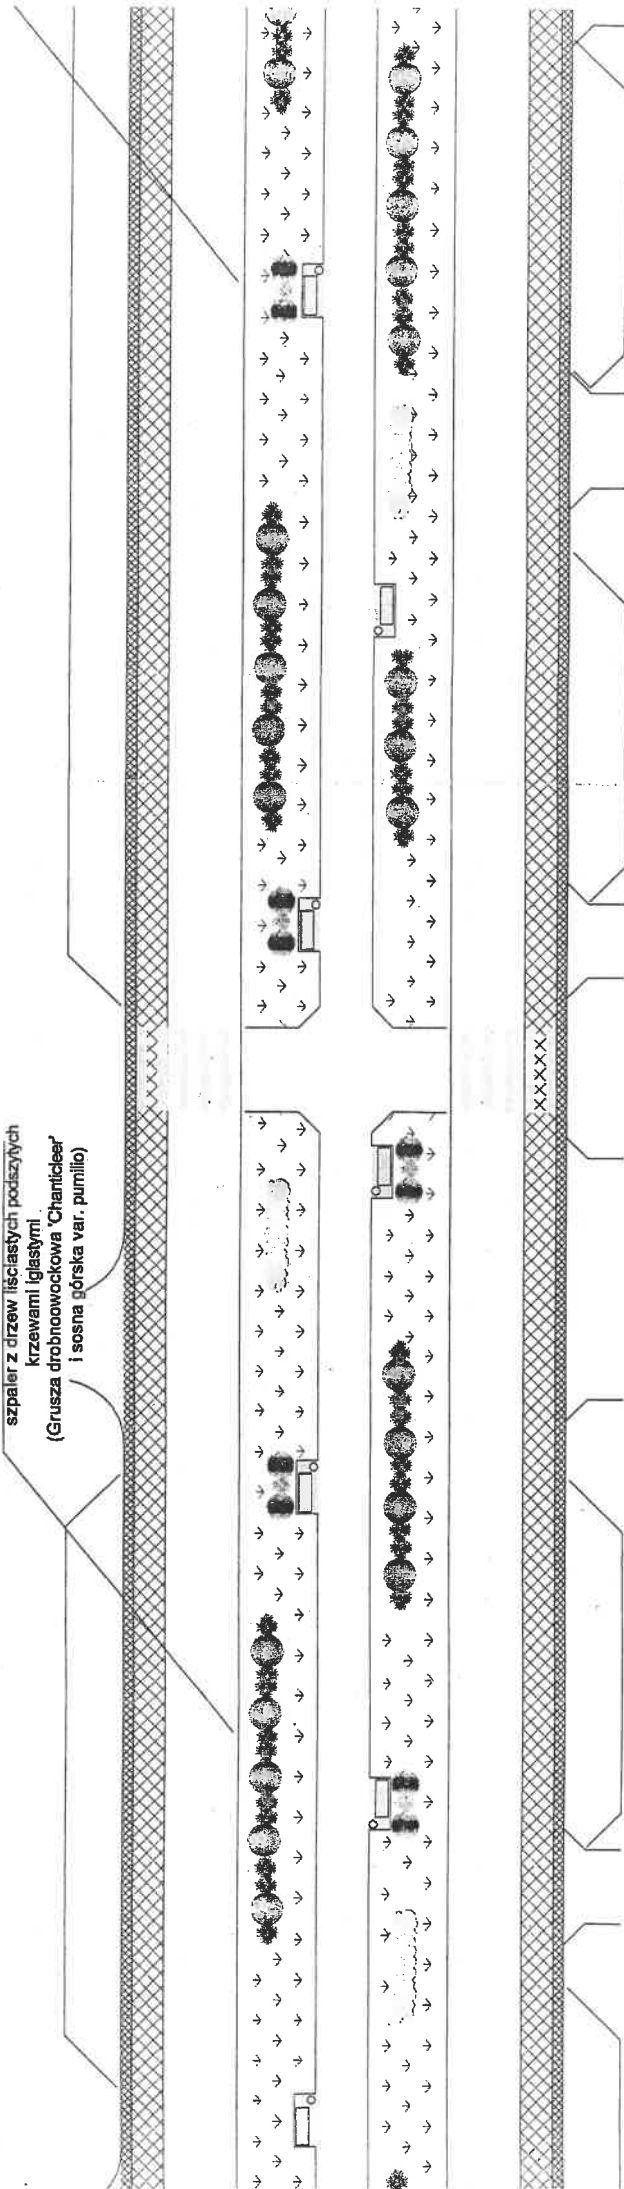 szpaler z drzew liściastych podszytych
krzewami iglastymi
(Grusza drobnoowockowa 'Chanticleer'
i sosna górska var. pumilio)